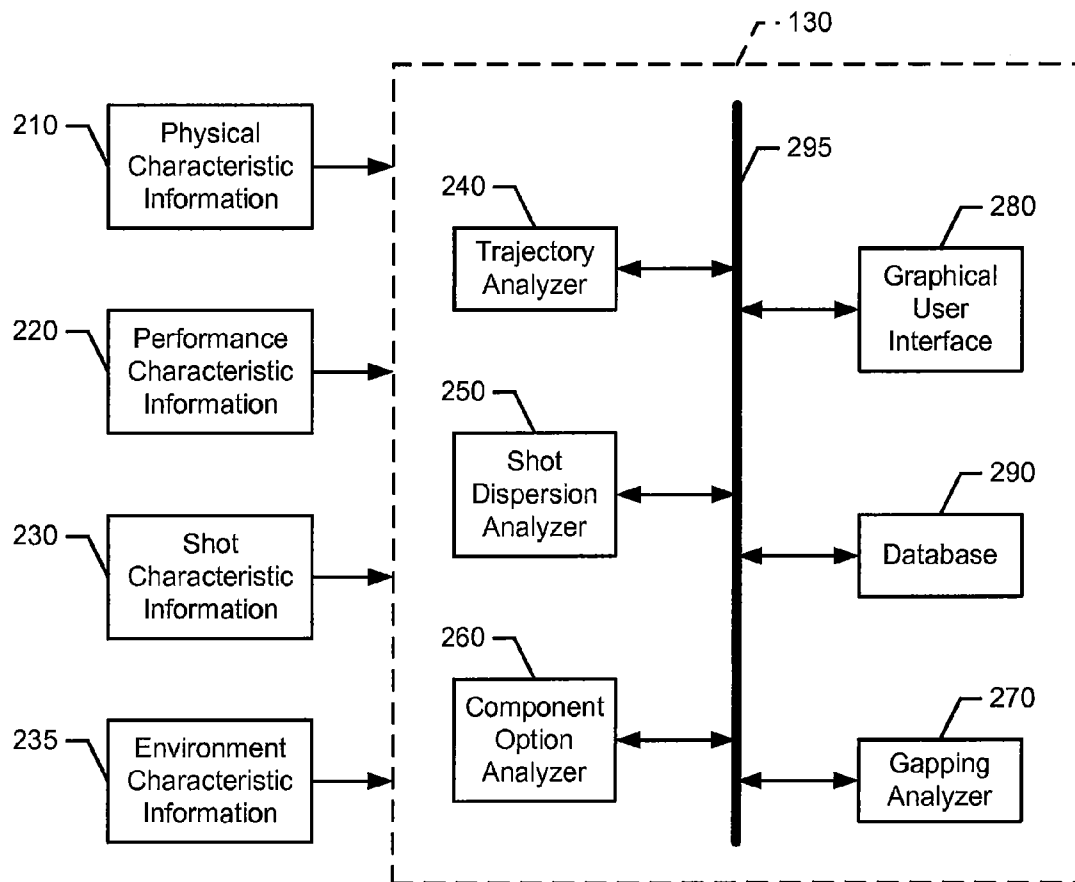 130
210
Physical
Characteristic
Information
295
240
Trajectory
Analyzer
280
Graphical
User
Interface
220
Performance
Characteristic
Information
250
Shot
Dispersion
Analyzer
290
Database
230
Shot
Characteristic
Information
260
Component
Option
Analyzer
270
Gapping
Analyzer
235
Environment
Characteristic
Information